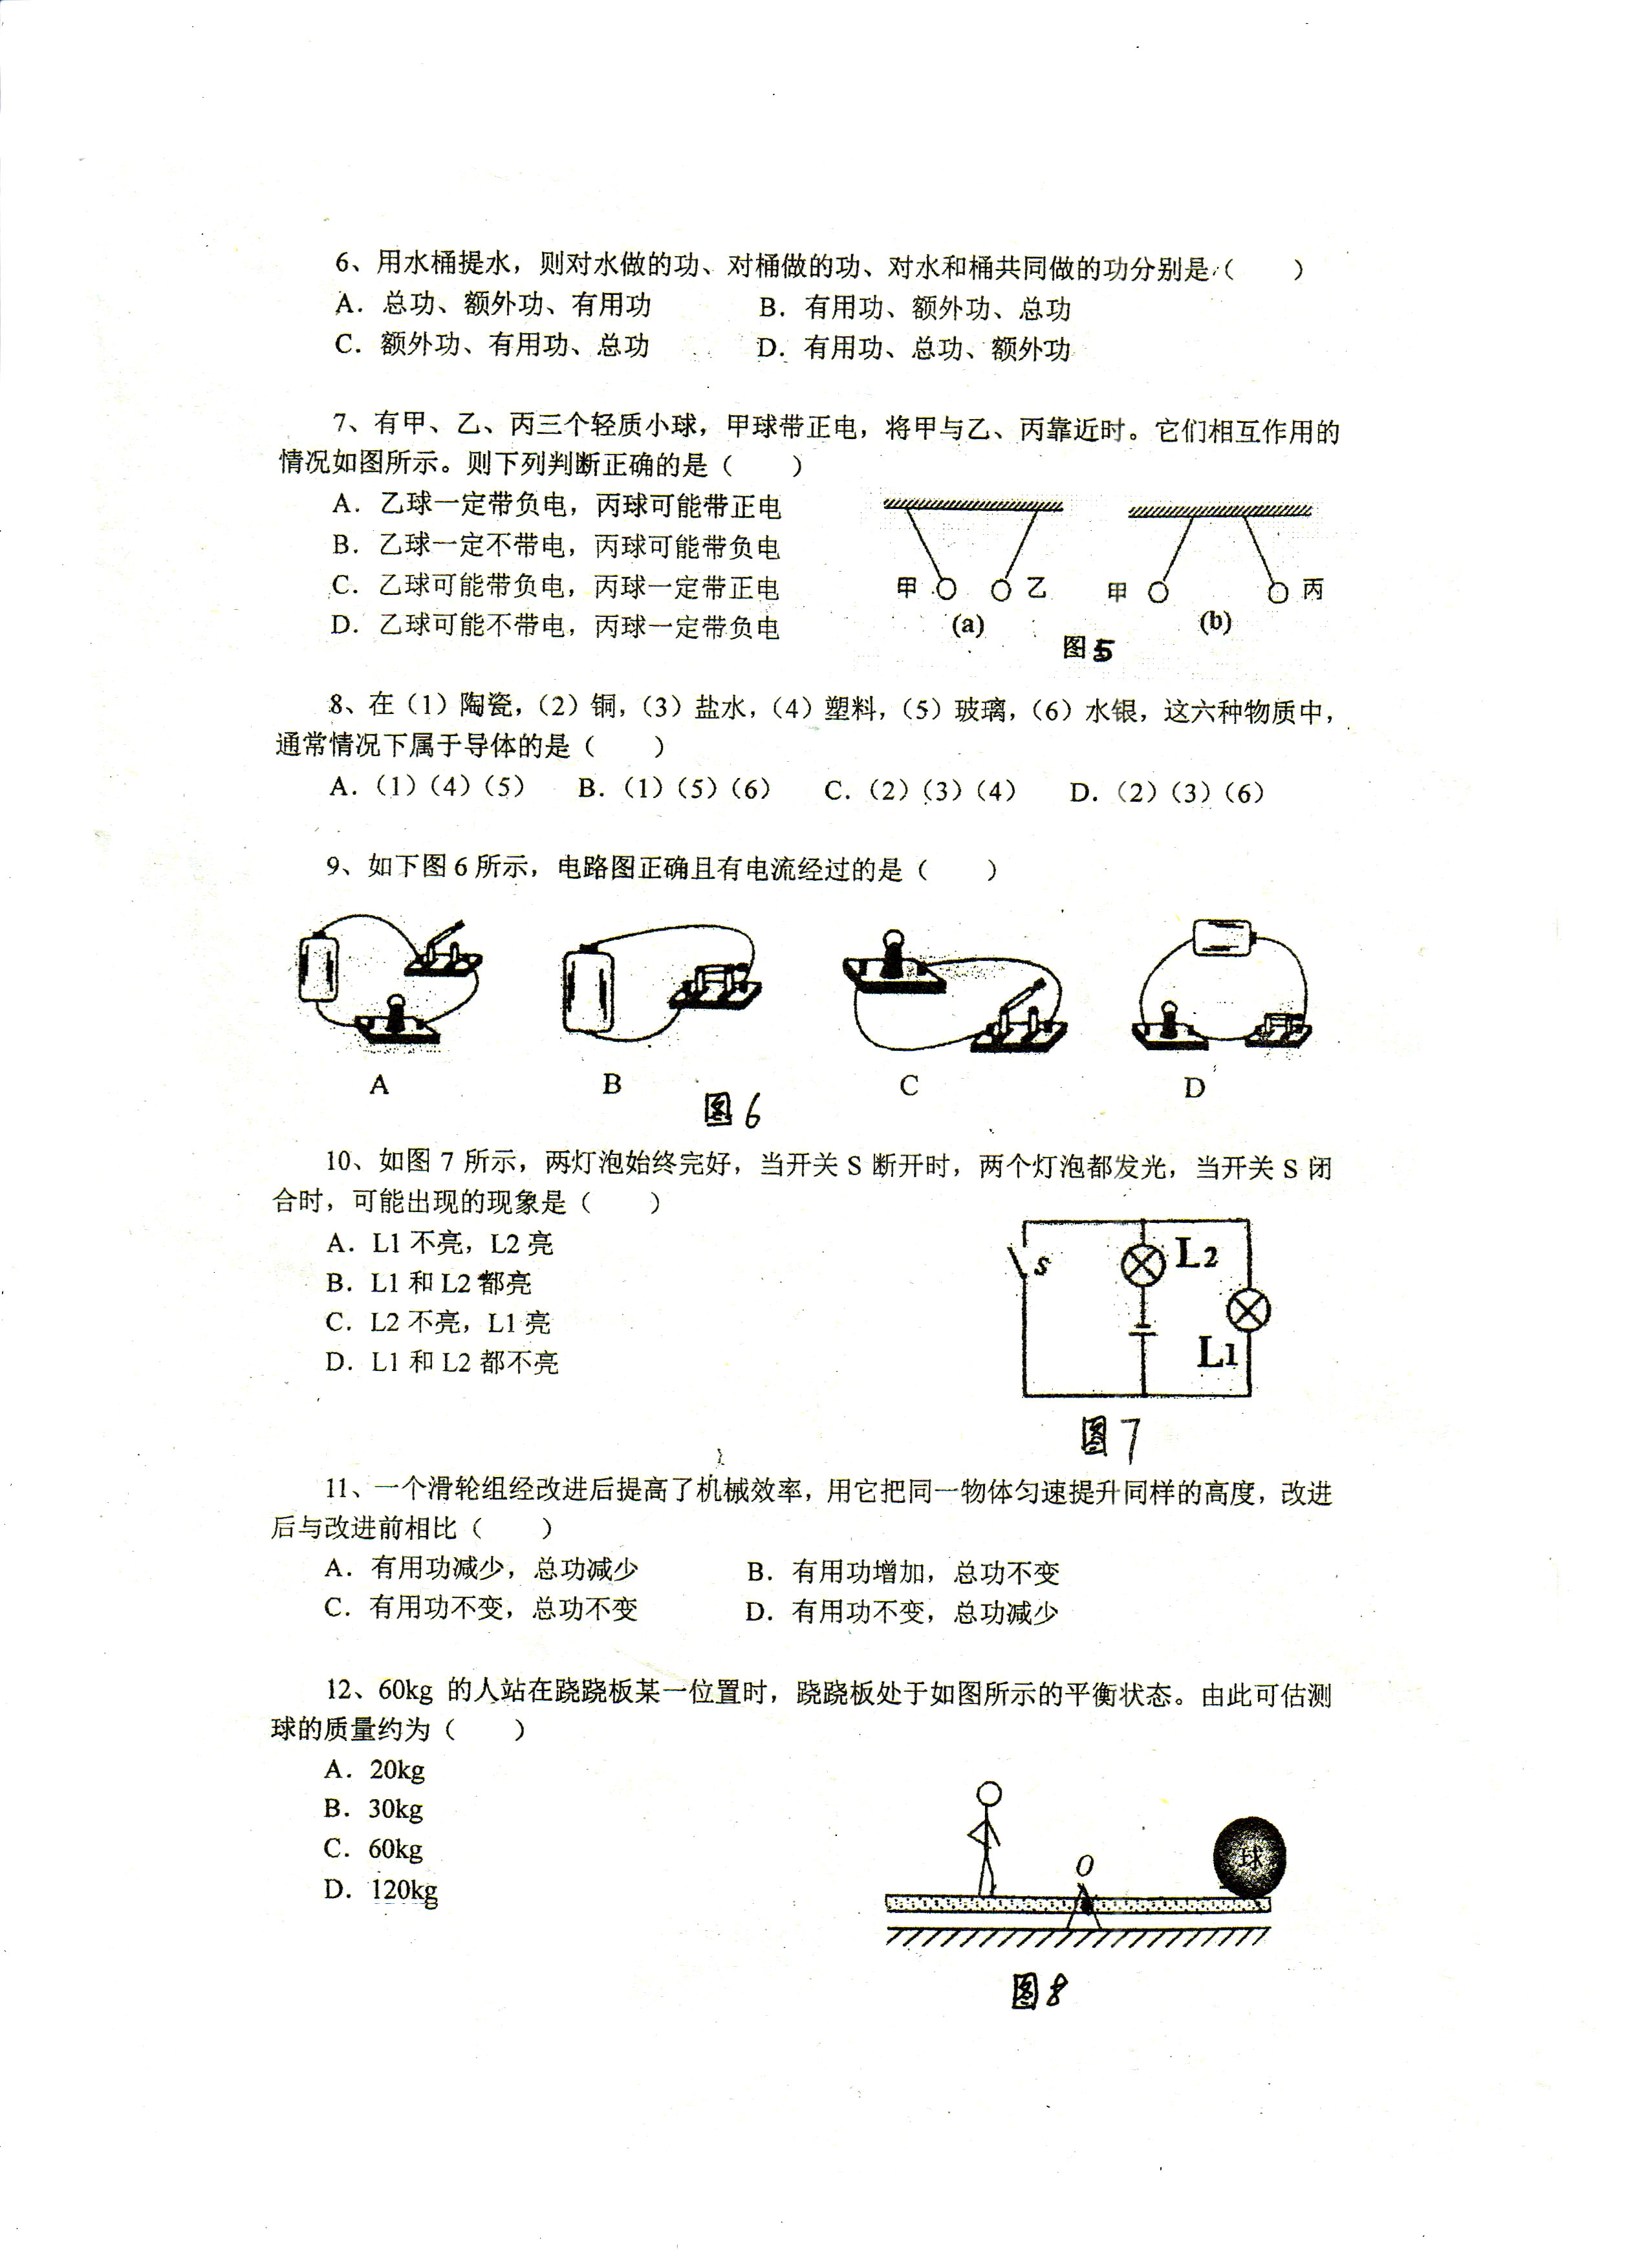 6、用水桶提水，则对水做的功、对桶做的功、对水和桶共同做的功分别是（　　）
A．总功、额外功、有用功　　B．有用功、额外功、总功
C．额外功、有用功、总功　　D．有用功、总功、额外功
7、有甲、乙、丙三个轻质小球，甲球带正电，将甲与乙、丙靠近时。它们相互作用的
情况如图所示。则下列判断正确的是（　　）
A．乙球一定带负电，丙球可能带正电
B．乙球一定不带电，丙球可能带负电
C．乙球可能带负电，丙球一定带正电
D．乙球可能不带电，丙球一定带负电
甲 乙 甲 丙
(a) (b)
图5
8、在（1）陶瓷，（2）铜，（3）盐水，（4）塑料，（5）玻璃，（6）水银，这六种物质中，
通常情况下属于导体的是（　　）
A．（1）（4）（5）　B．（1）（5）（6）　C．（2）（3）（4）　D．（2）（3）（6）
9、如下图6所示，电路图正确且有电流经过的是（　　）
A B C D
图6
10、如图7所示，两灯泡始终完好，当开关S断开时，两个灯泡都发光，当开关S闭
合时，可能出现的现象是（　　）
A．L1不亮，L2亮
B．L1和L2都亮
C．L2不亮，L1亮
D．L1和L2都不亮
S L2
L1
图7
11、一个滑轮组经改进后提高了机械效率，用它把同一物体匀速提升同样的高度，改进
后与改进前相比（　　）
A．有用功减少，总功减少　　B．有用功增加，总功不变
C．有用功不变，总功不变　　D．有用功不变，总功减少
12、60kg 的人站在跷跷板某一位置时，跷跷板处于如图所示的平衡状态。由此可估测
球的质量约为（　　）
A．20kg
B．30kg
C．60kg
D．120kg
O 球
图8